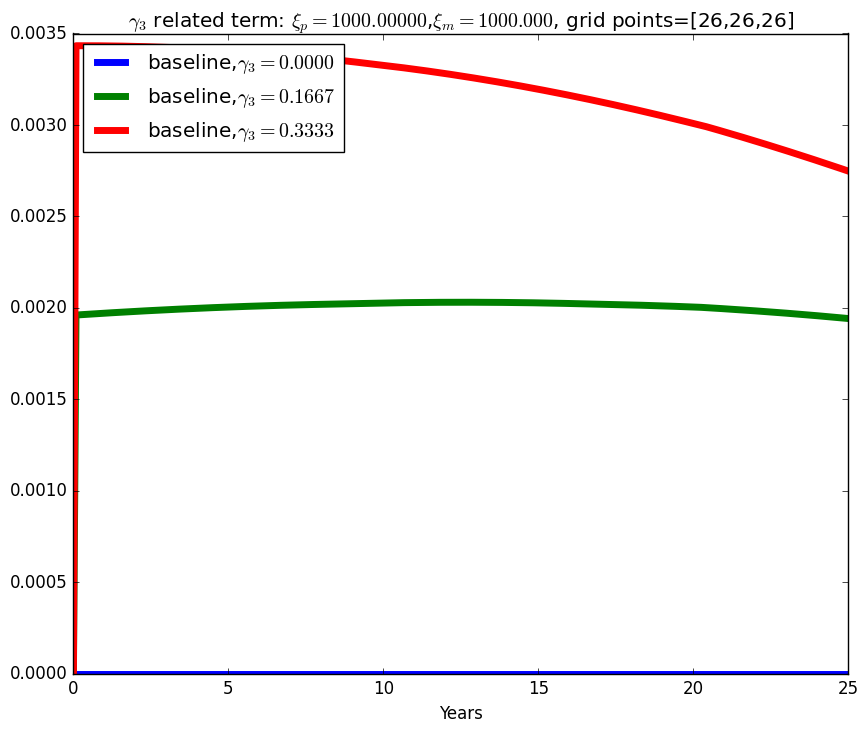 γ₃ related term: ξₚ = 1000.00000,ξₘ = 1000.000, grid points=[26,26,26]
0.0035
baseline,γ₃ = 0.0000
baseline,γ₃ = 0.1667
baseline,γ₃ = 0.3333
0.0030
0.0025
0.0020
0.0015
0.0010
0.0005
0.0000
0 5 10 15 20 25
Years